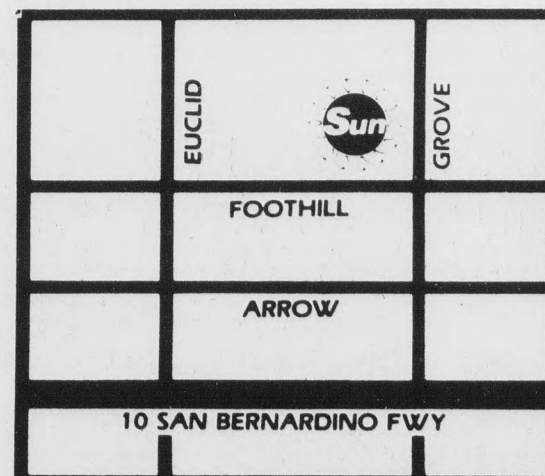 EUCLID
Sun
GROVE
FOOTHILL
ARROW
10 SAN BERNARDINO FWY